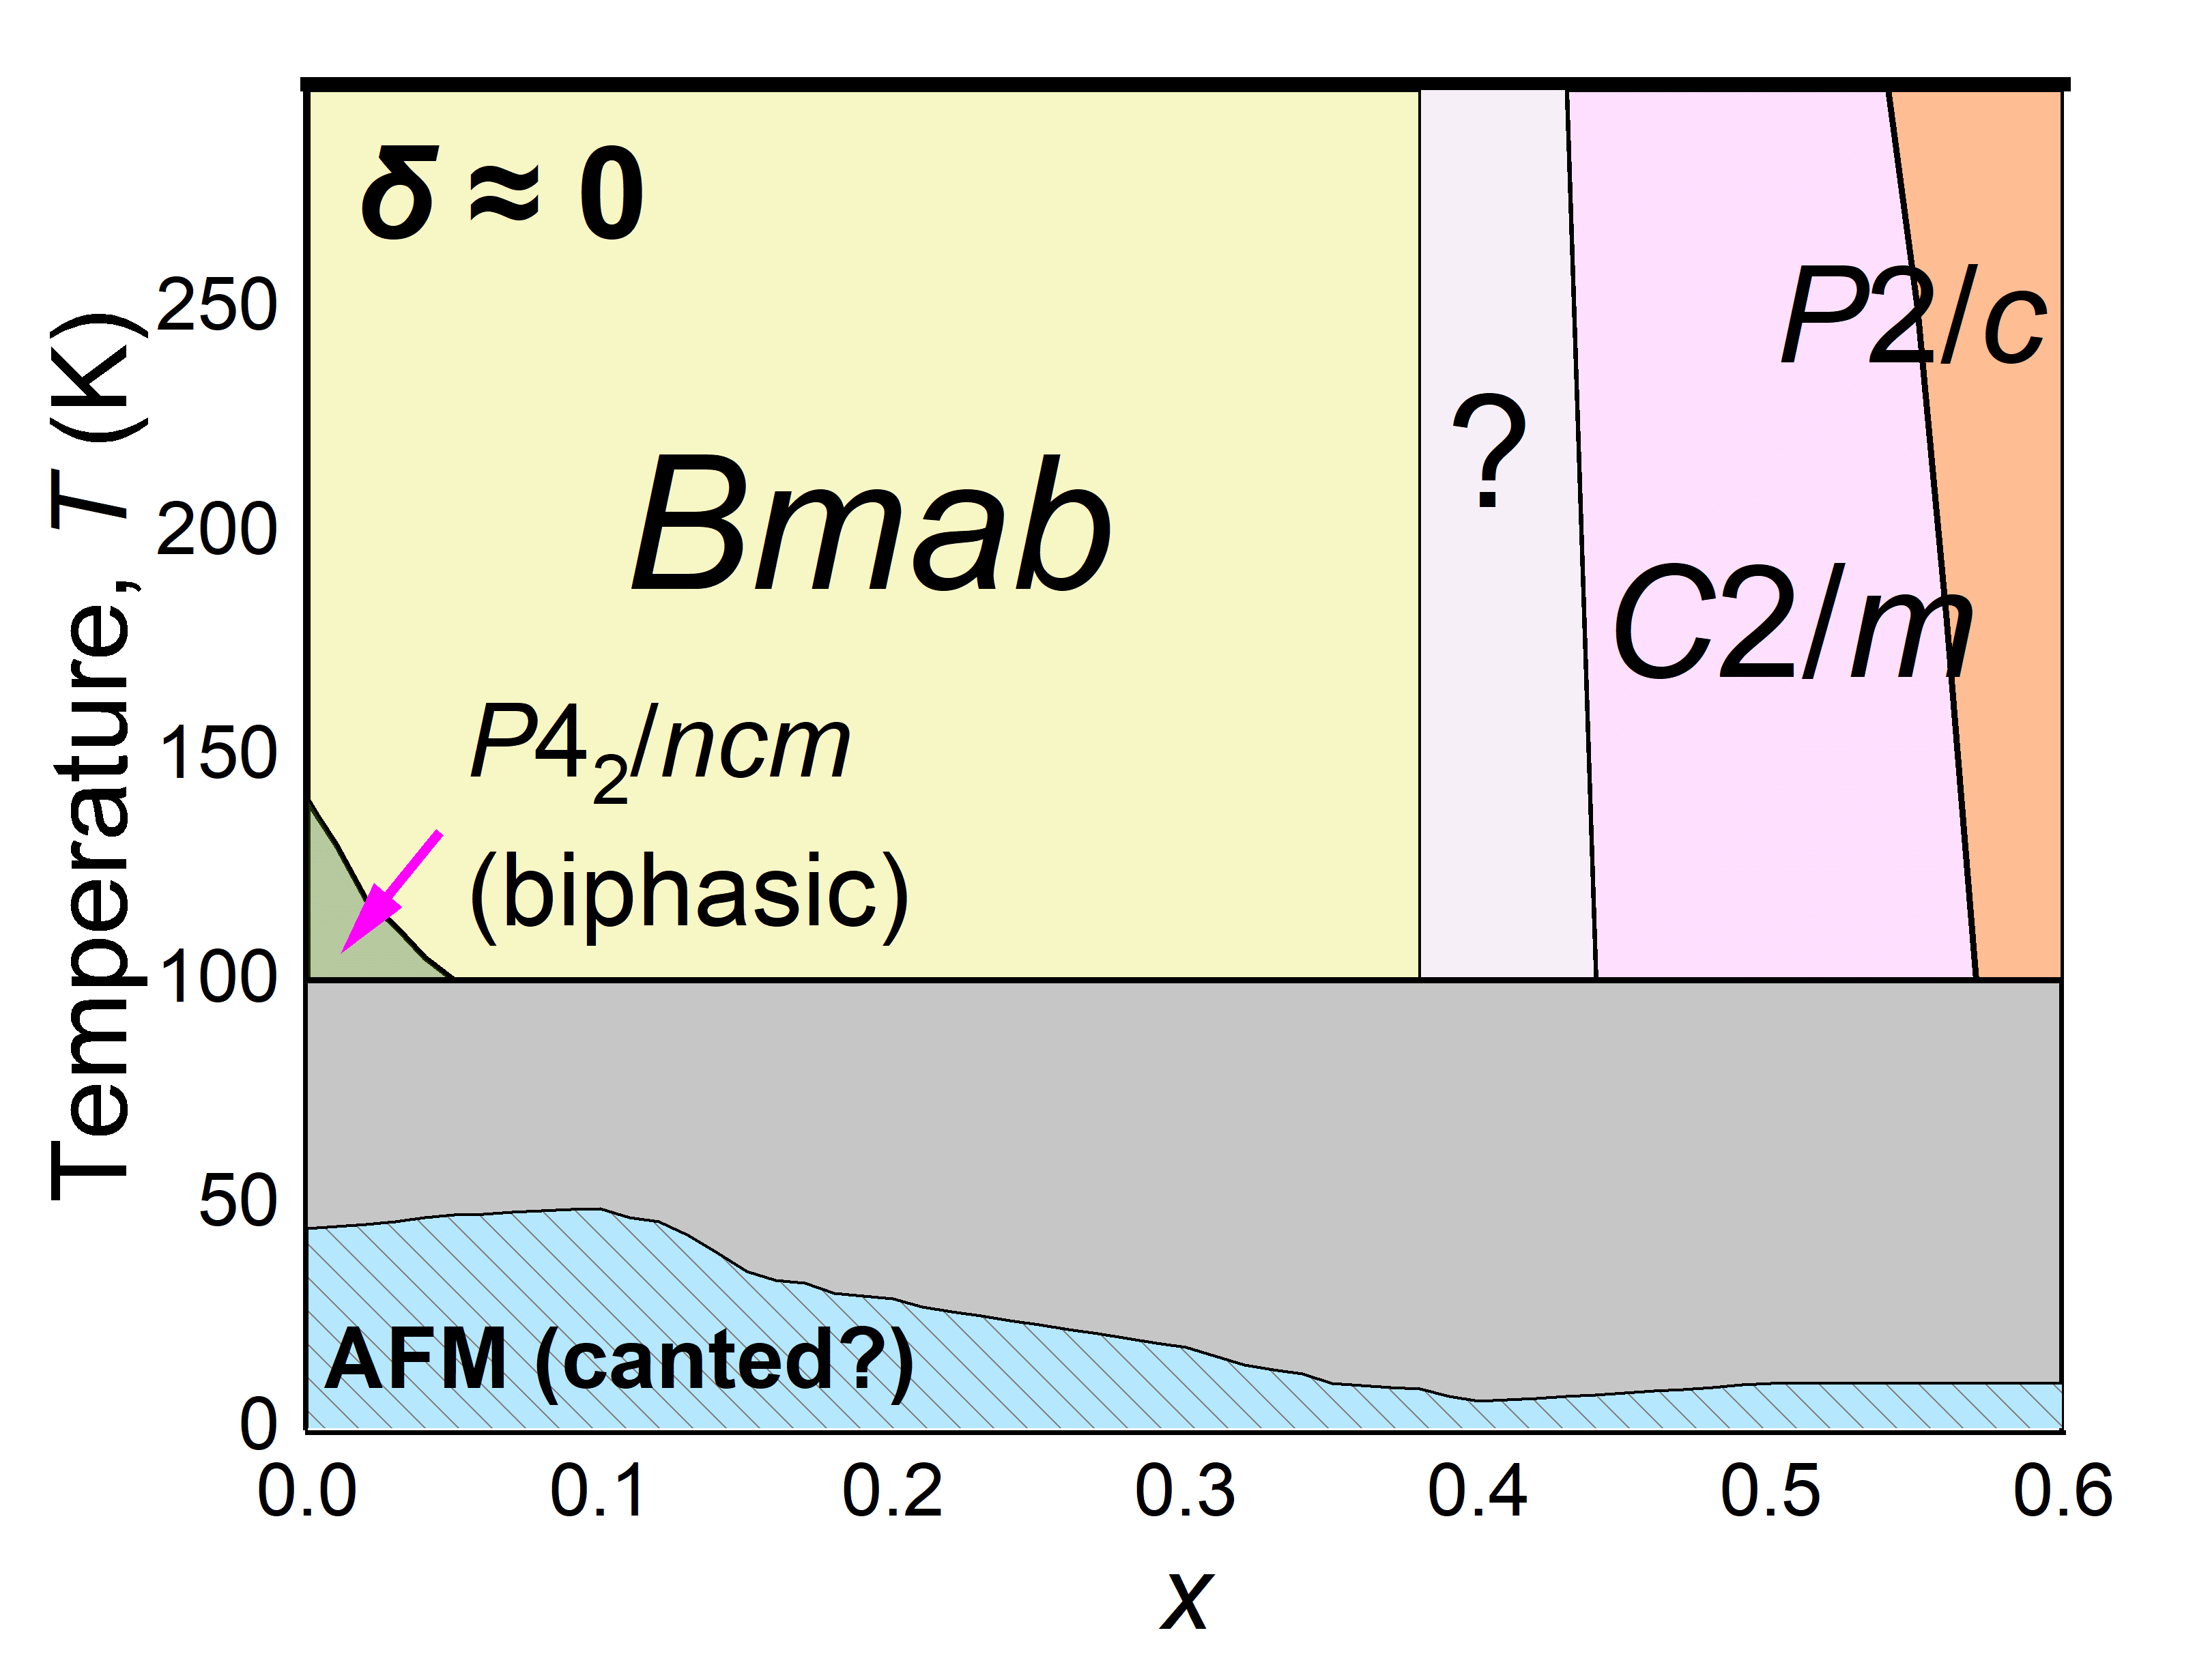 δ ≈ 0
Bmab
?
P2/c
C2/m
P4₂/ncm
(biphasic)
AFM (canted?)
Temperature, T (K)
250
200
150
100
50
0
0.0 0.1 0.2 0.3 0.4 0.5 0.6
x